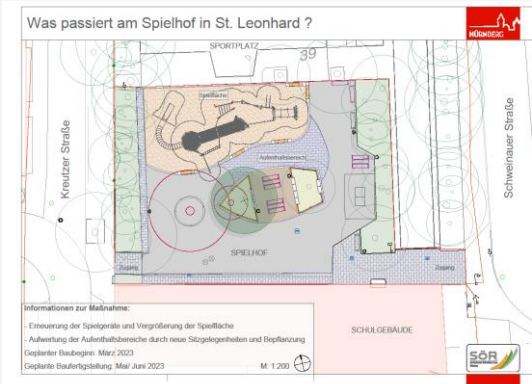 Was passiert am Spielhof in St. Leonhard ?
NÜRNBERG
SPORTPLATZ
39
Spielfläche
Kreutzer Straße
Schweinauer Straße
Aufenthaltsbereich
SPIELHOF
Zugang
Zugang
SCHULGEBÄUDE
Informationen zur Maßnahme:
- Erneuerung der Spielgeräte und Vergrößerung der Spielfläche
- Aufwertung der Aufenthaltsbereiche durch neue Sitzgelegenheiten und Bepflanzung
Geplanter Baubeginn: März 2023
Geplante Baufertigstellung: Mai/ Juni 2023
M: 1:200
SÖR